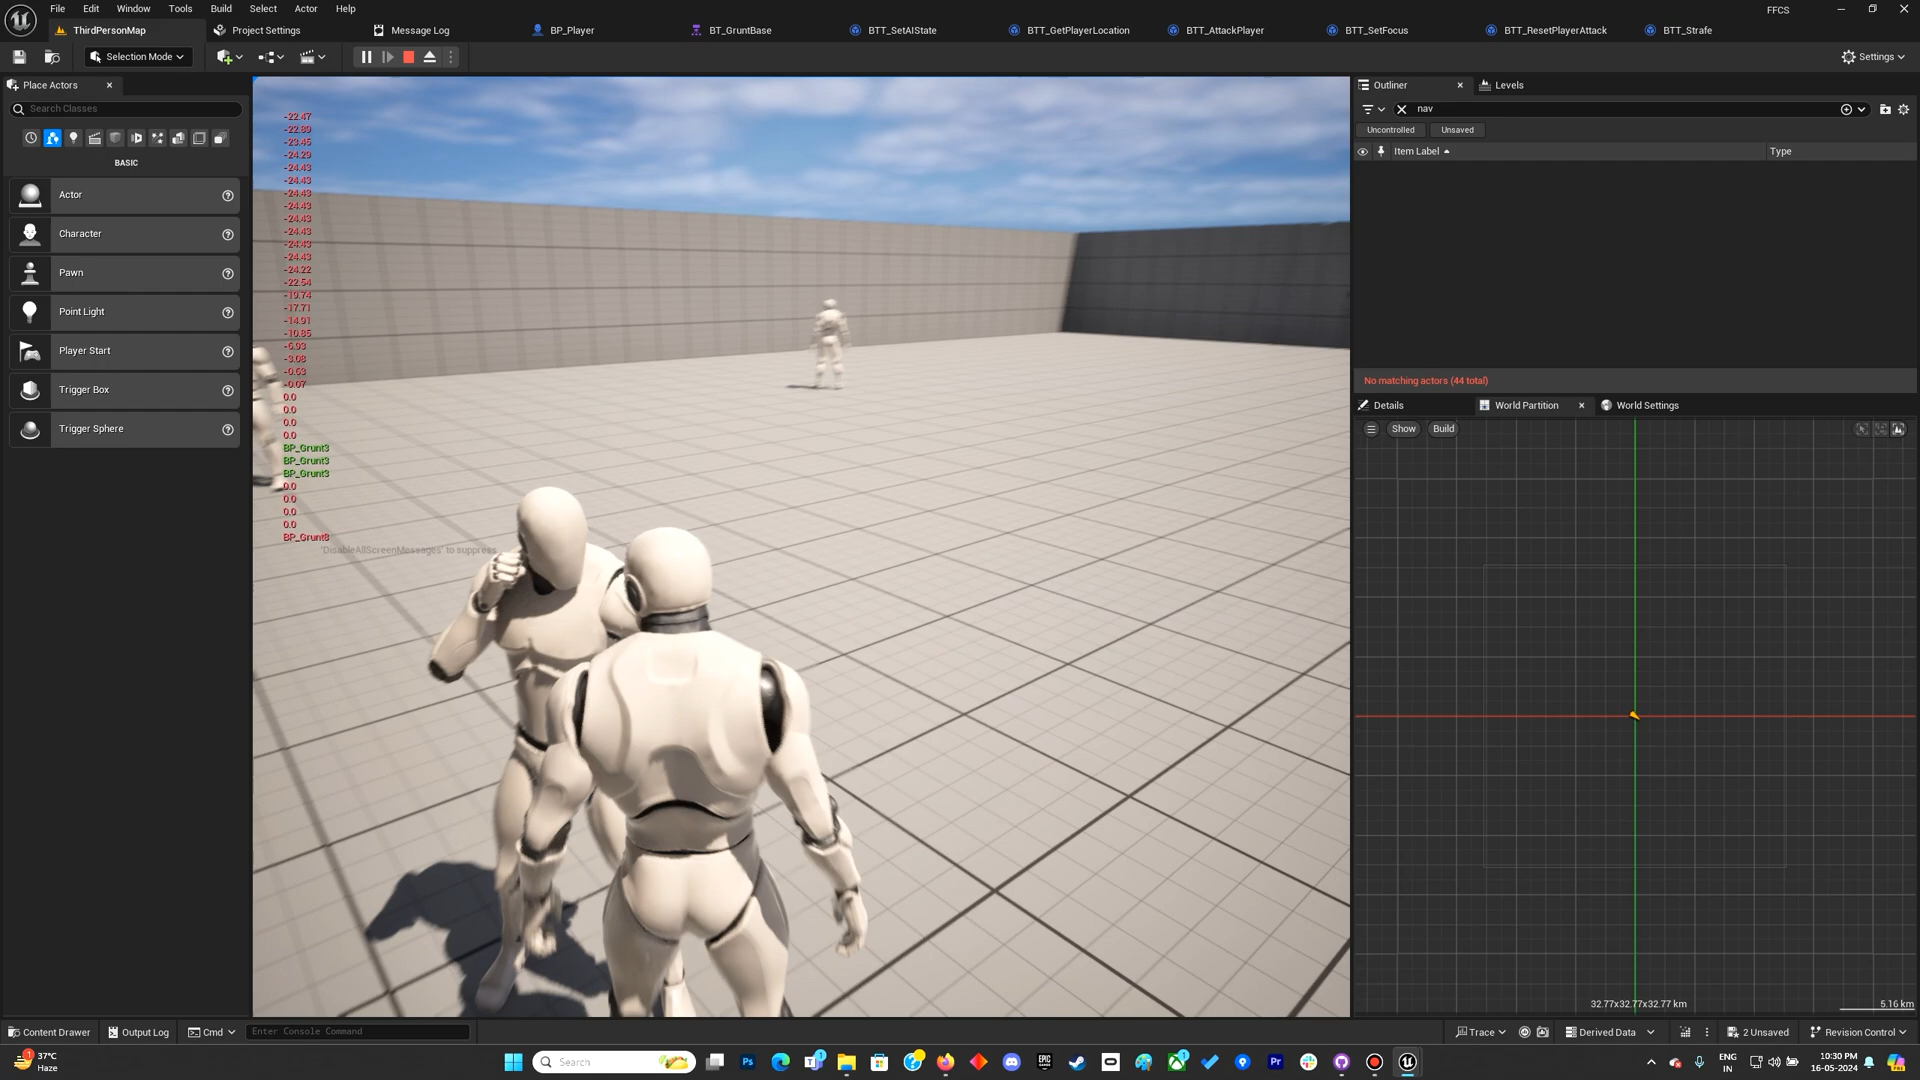 File Edit Window Tools Build Select Actor Help
FFCS
ThirdPersonMap Project Settings Message Log BP_Player BT_GruntBase BTT_SetAIState BTT_GetPlayerLocation BTT_AttackPlayer BTT_SetFocus BTT_ResetPlayerAttack BTT_Strafe
Selection Mode
Settings
Place Actors
Search Classes
BASIC
Actor
Character
Pawn
Point Light
Player Start
Trigger Box
Trigger Sphere
-22.47
-22.89
-23.45
-24.29
-24.43
-24.43
-24.43
-24.43
-24.43
-24.43
-24.43
-24.43
-24.22
-22.54
-19.74
-17.71
-14.91
-10.85
-6.93
-3.08
-0.63
-0.07
0.0
0.0
0.0
0.0
BP_Grunt3
BP_Grunt3
BP_Grunt3
0.0
0.0
0.0
0.0
BP_Grunt8
'DisableAllScreenMessages' to suppress
Outliner Levels
nav
Uncontrolled Unsaved
Item Label Type
No matching actors (44 total)
Details World Partition World Settings
Show Build
32.77x32.77x32.77 km
5.16 km
Content Drawer Output Log Cmd Enter Console Command
Trace Derived Data 2 Unsaved Revision Control
1
37°C
Haze
Search
ENG
IN
10:30 PM
16-05-2024